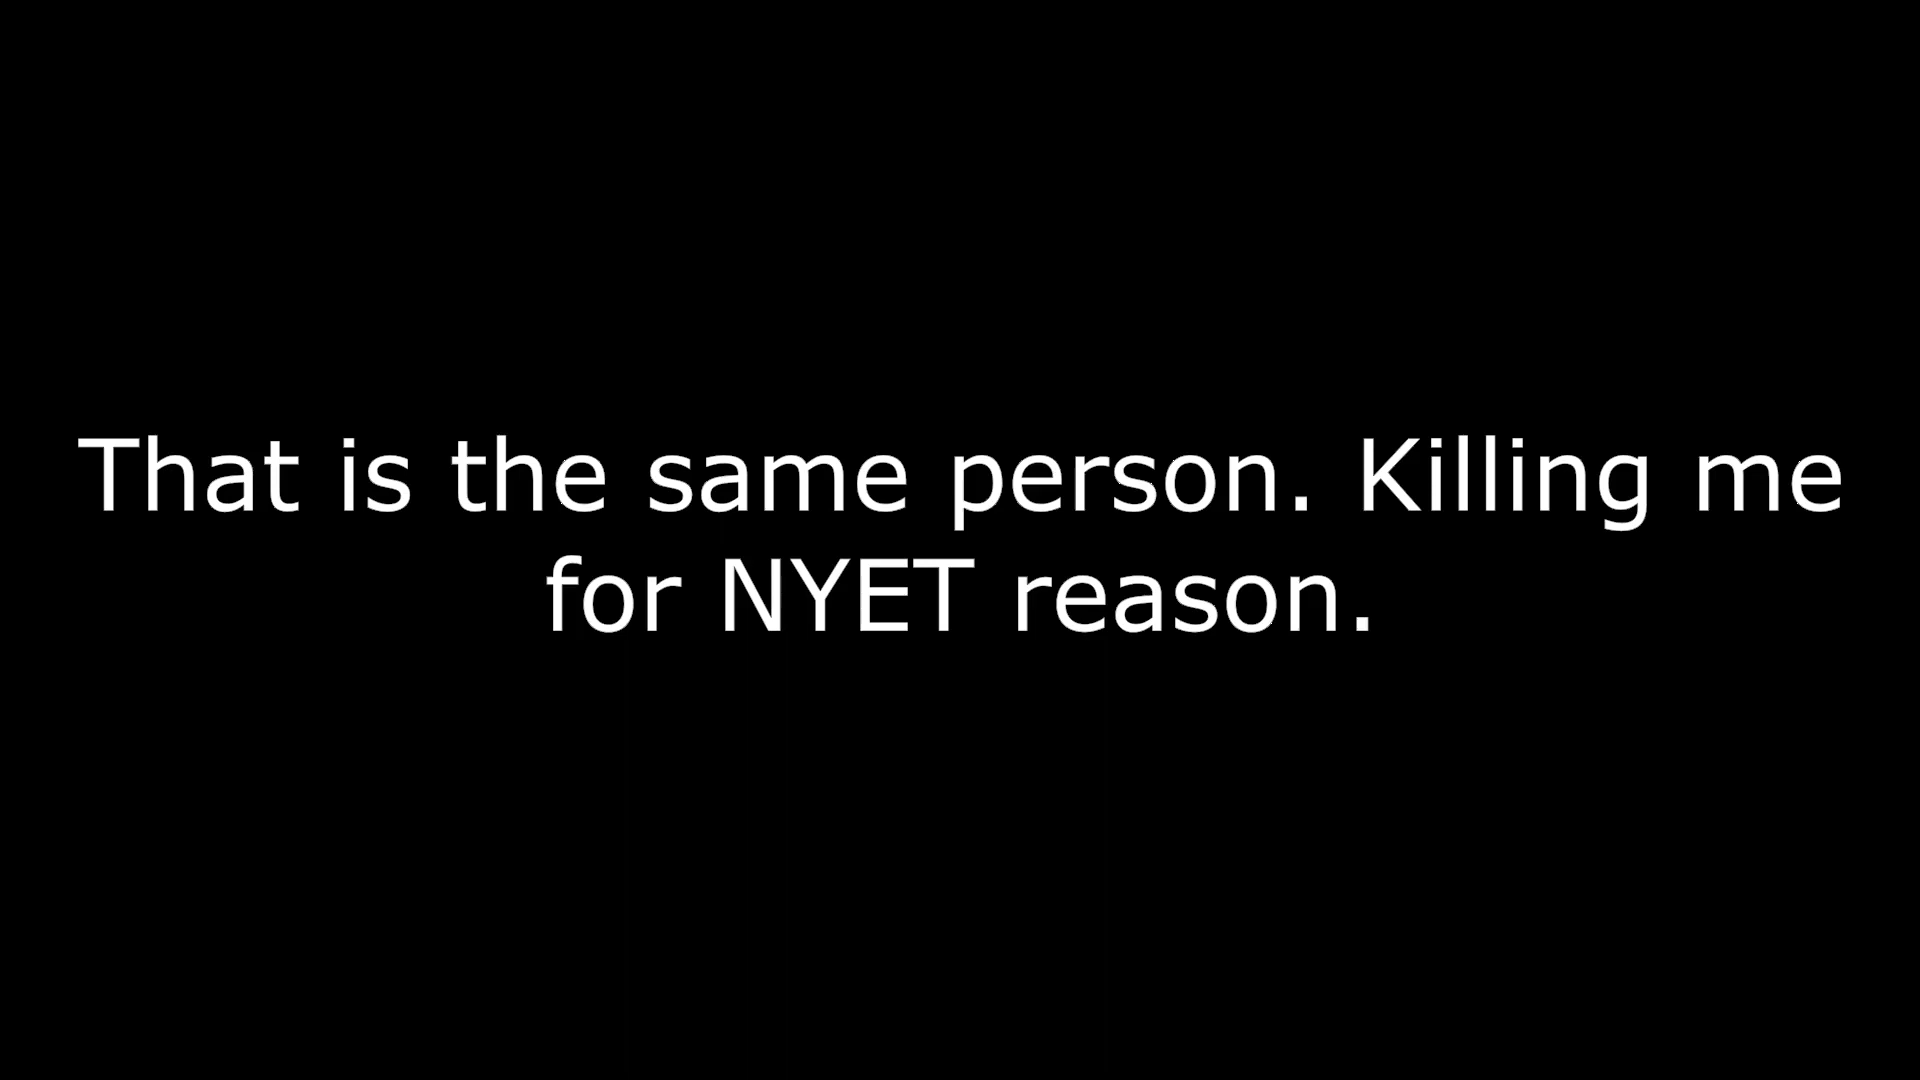 That is the same person. Killing me
for NYET reason.